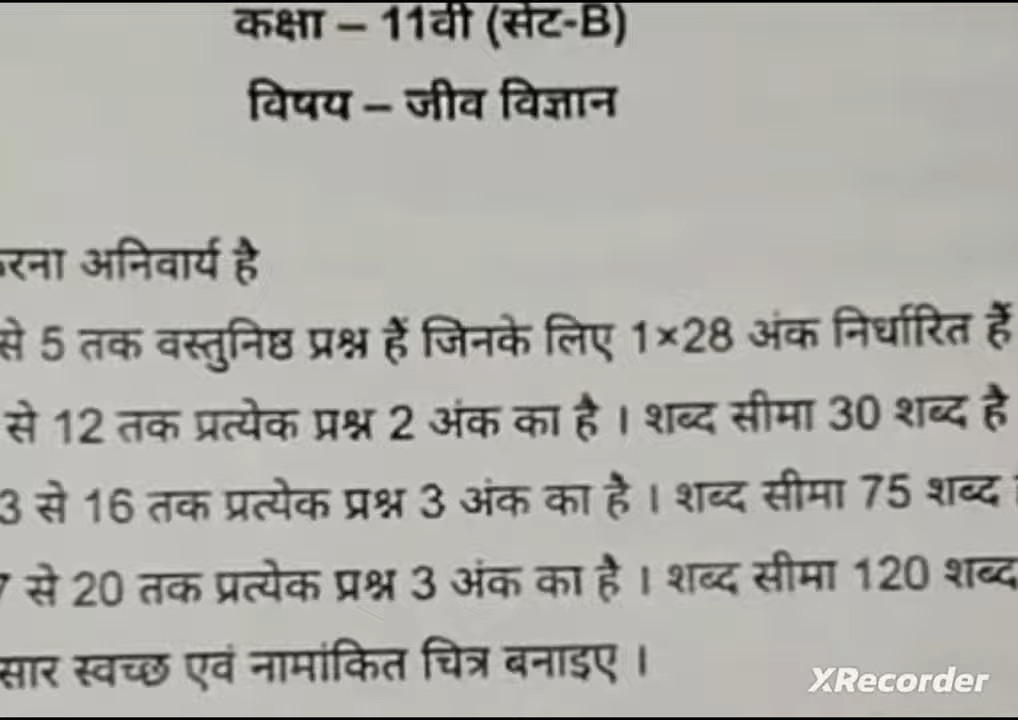 कक्षा – 11वी (सेट-B)
विषय – जीव विज्ञान
रना अनिवार्य है
से 5 तक वस्तुनिष्ठ प्रश्न हैं जिनके लिए 1×28 अंक निर्धारित हैं
से 12 तक प्रत्येक प्रश्न 2 अंक का है । शब्द सीमा 30 शब्द है
3 से 16 तक प्रत्येक प्रश्न 3 अंक का है । शब्द सीमा 75 शब्द
से 20 तक प्रत्येक प्रश्न 3 अंक का है । शब्द सीमा 120 शब्द
सार स्वच्छ एवं नामांकित चित्र बनाइए ।
XRecorder